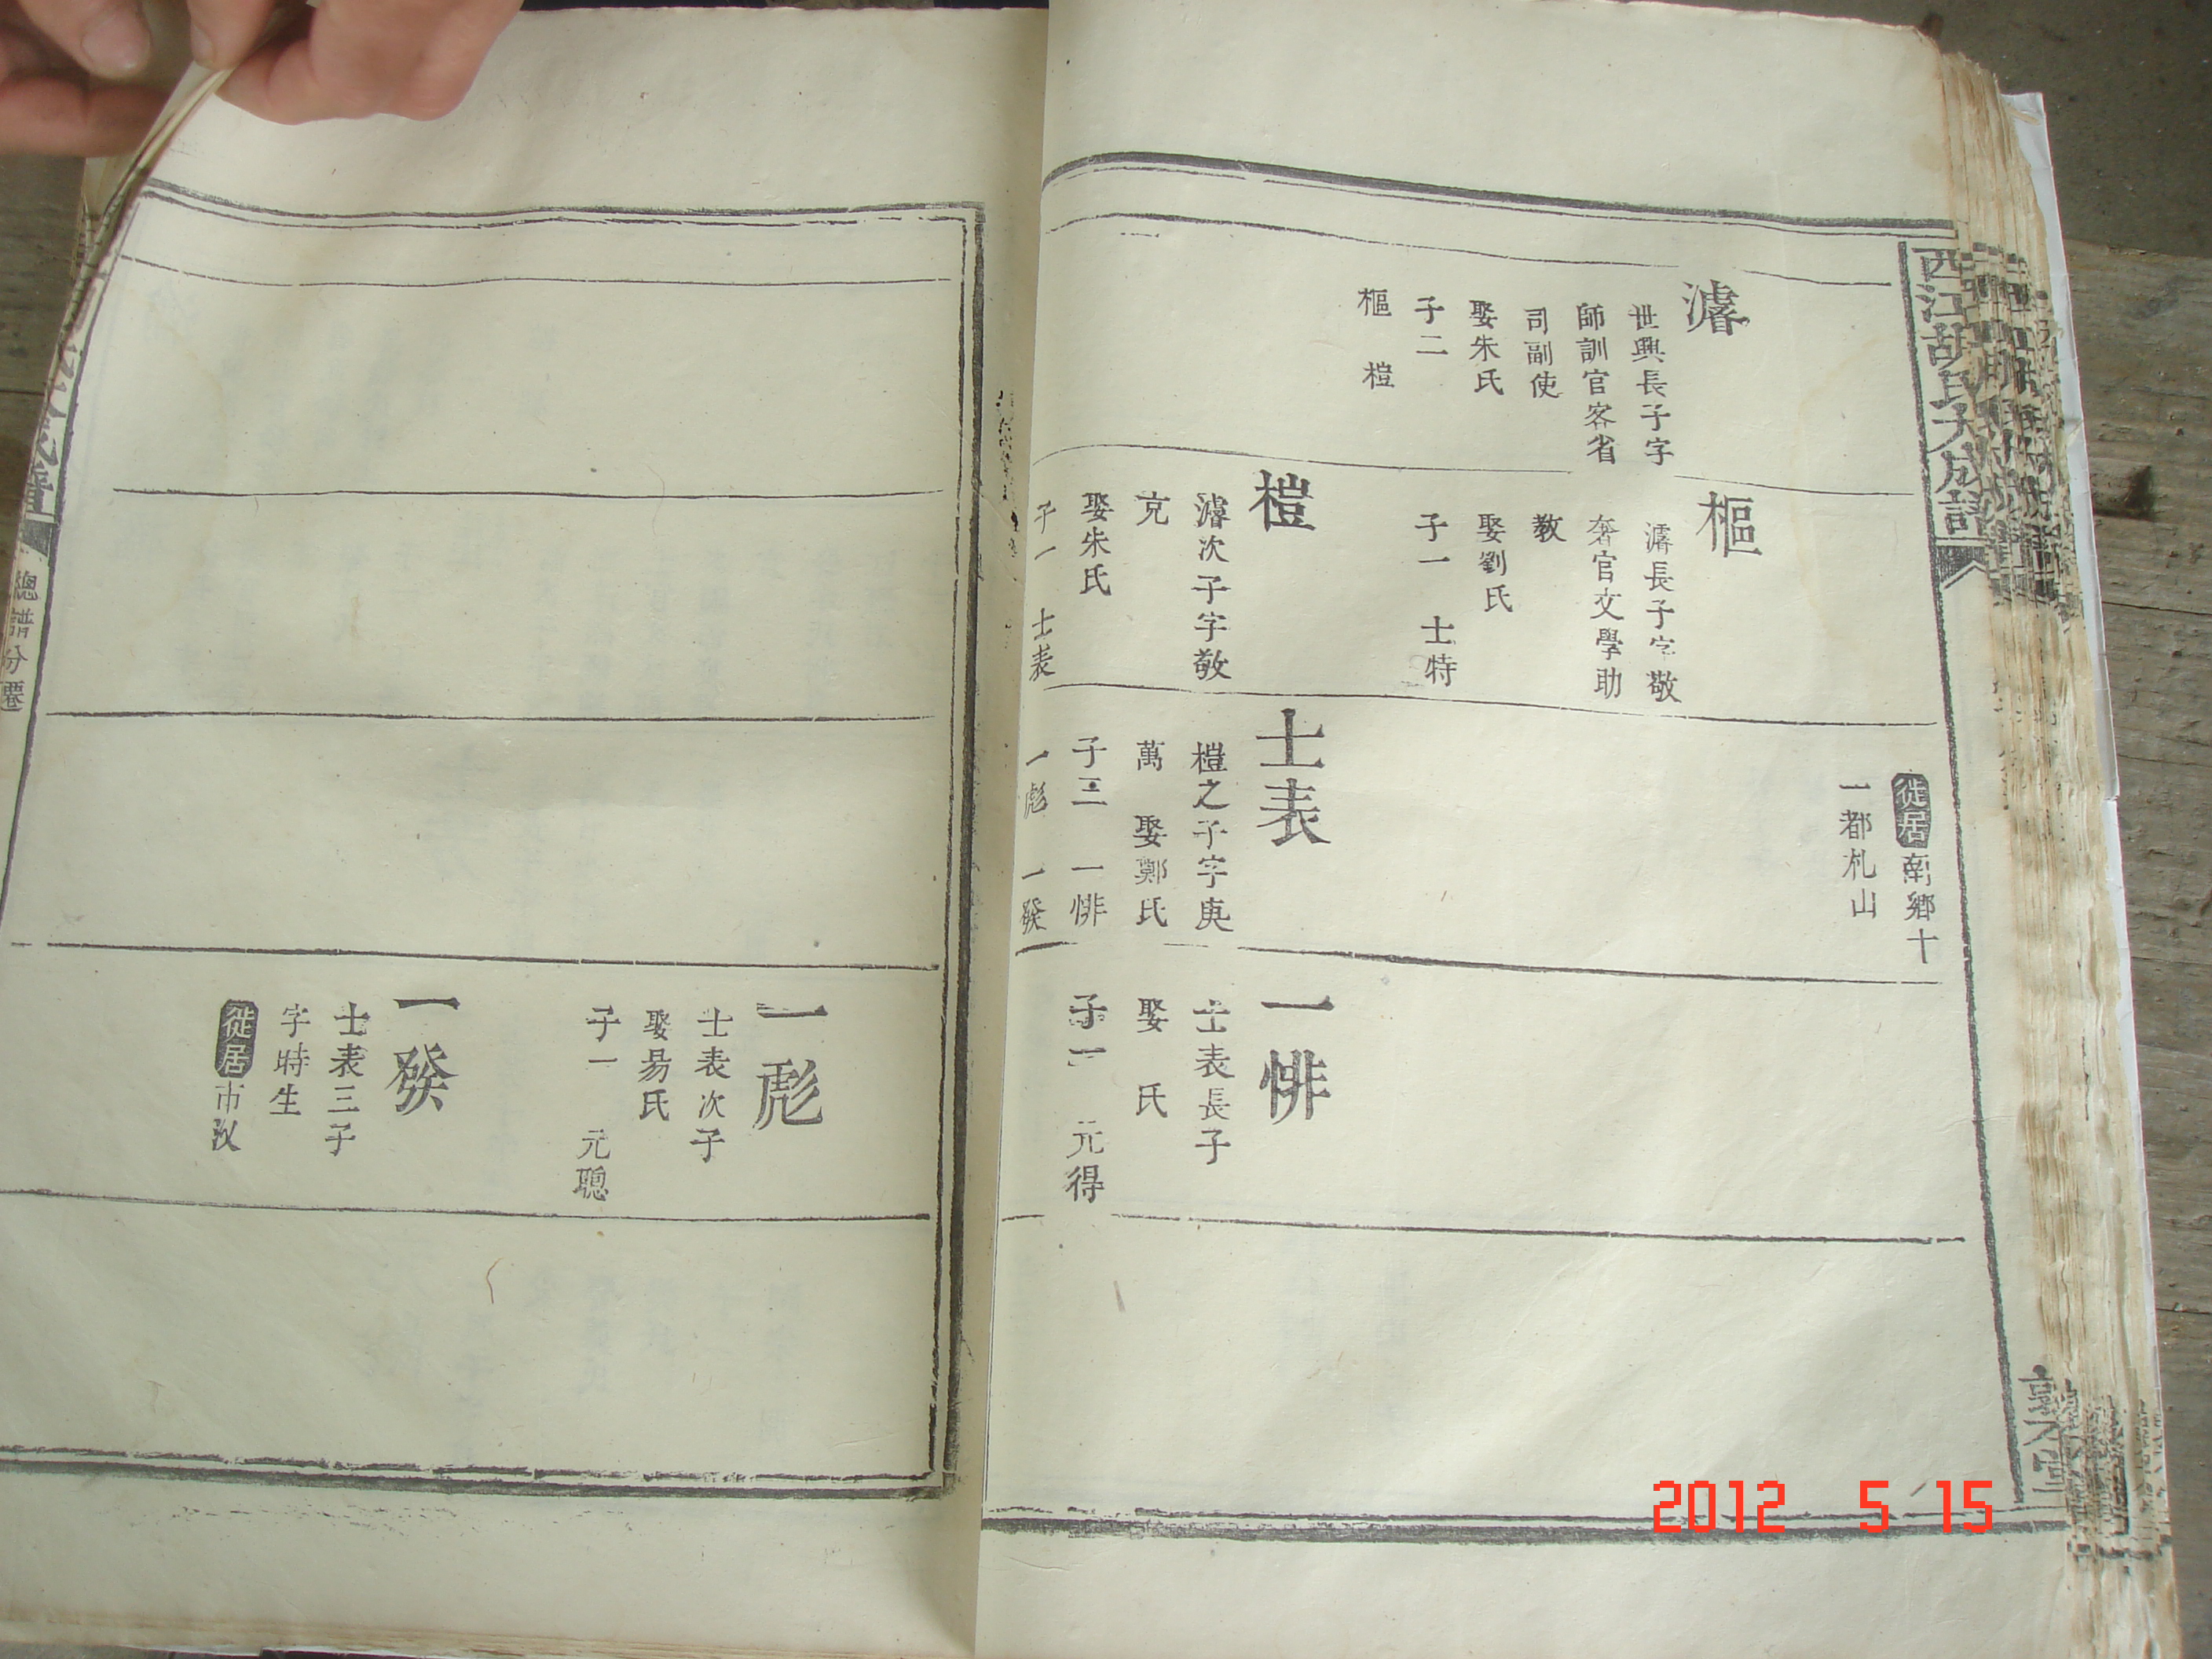 西江胡氏大成譜
徙居南鄉十
一都札山
濬
世興長子字
師訓官客省
司副使
娶朱氏
子二
樞 榿
樞
濬長子字敬
奢官文學助
教
娶劉氏
子一 士特
榿
濬次子字敬
克
娶朱氏
子一 士表
士表
榿之子字庚
萬 娶鄭氏
子三 一悱
一彪 一發
一悱
士表長子
娶 氏
子一 元得
一彪
士表次子
娶易氏
子一 元聰
一發
士表三子
字時生
徙居市汊
總譜分遷
2012 5 15